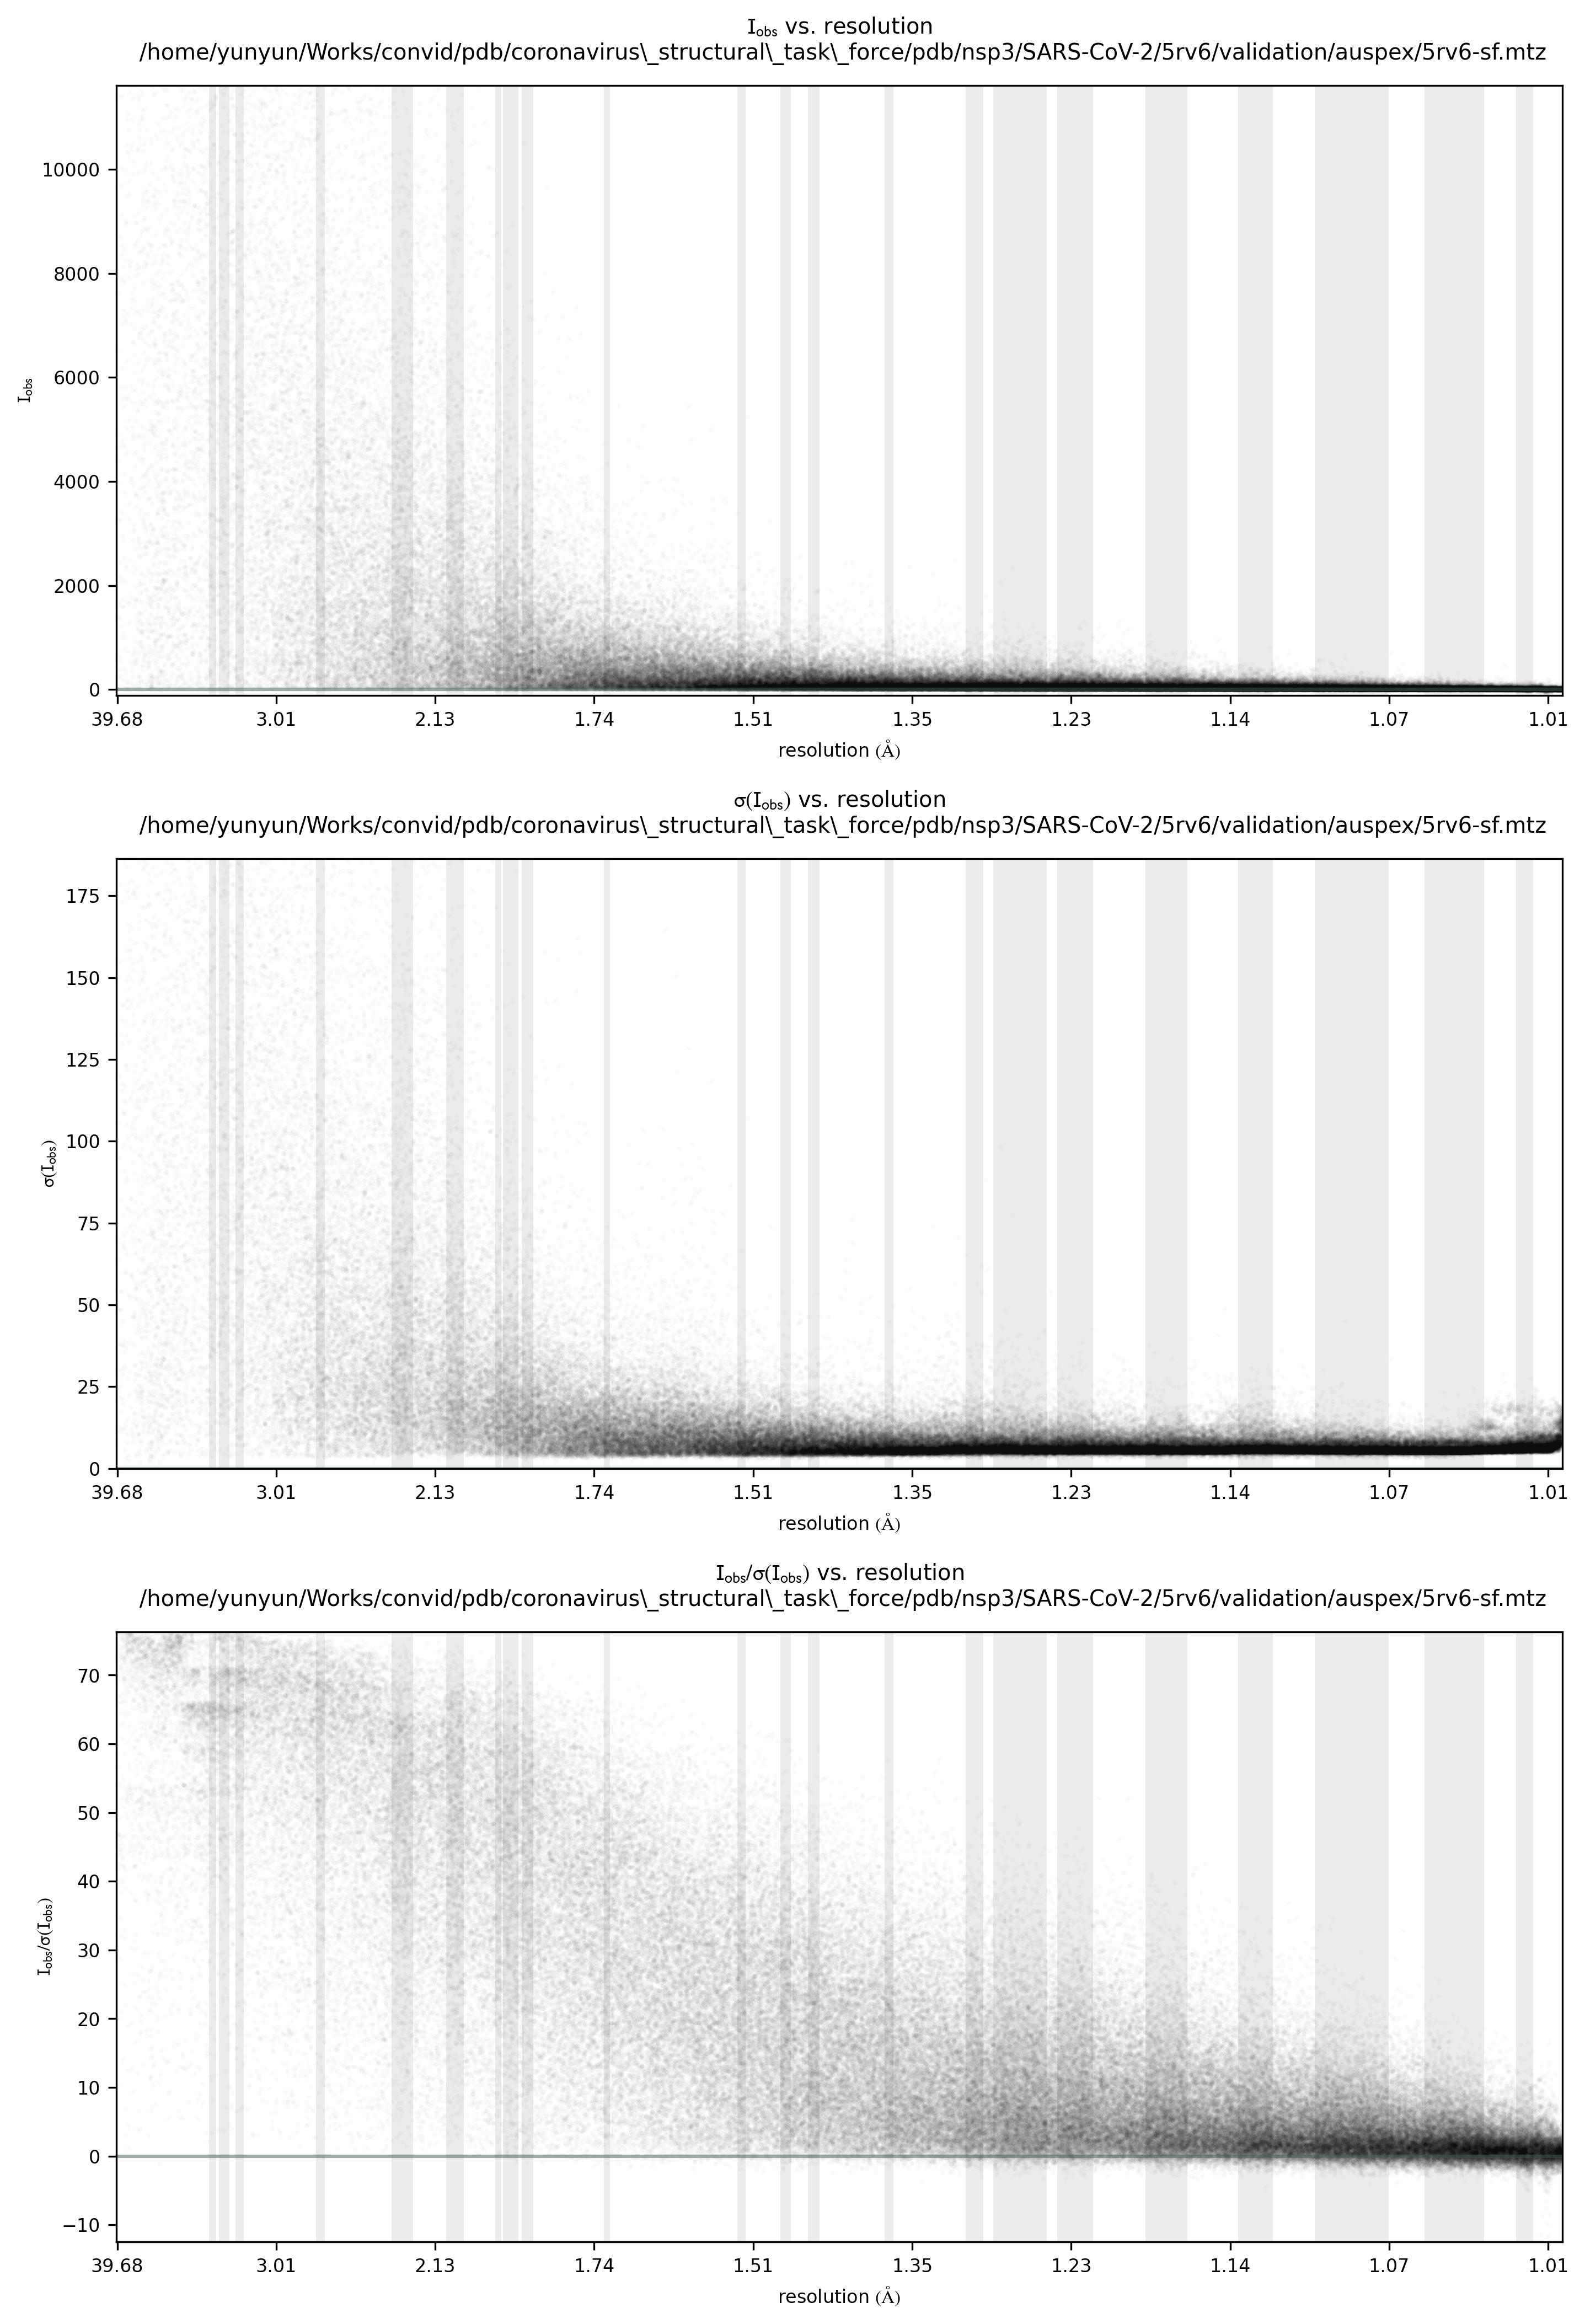 I_obs vs. resolution
/home/yunyun/Works/convid/pdb/coronavirus\_structural\_task\_force/pdb/nsp3/SARS-CoV-2/5rv6/validation/auspex/5rv6-sf.mtz
10000
8000
6000
4000
2000
0
I_obs
39.68 3.01 2.13 1.74 1.51 1.35 1.23 1.14 1.07 1.01
resolution (Å)
σ(I_obs) vs. resolution
/home/yunyun/Works/convid/pdb/coronavirus\_structural\_task\_force/pdb/nsp3/SARS-CoV-2/5rv6/validation/auspex/5rv6-sf.mtz
175
150
125
100
75
50
25
0
σ(I_obs)
39.68 3.01 2.13 1.74 1.51 1.35 1.23 1.14 1.07 1.01
resolution (Å)
I_obs/σ(I_obs) vs. resolution
/home/yunyun/Works/convid/pdb/coronavirus\_structural\_task\_force/pdb/nsp3/SARS-CoV-2/5rv6/validation/auspex/5rv6-sf.mtz
70
60
50
40
30
20
10
0
−10
I_obs/σ(I_obs)
39.68 3.01 2.13 1.74 1.51 1.35 1.23 1.14 1.07 1.01
resolution (Å)